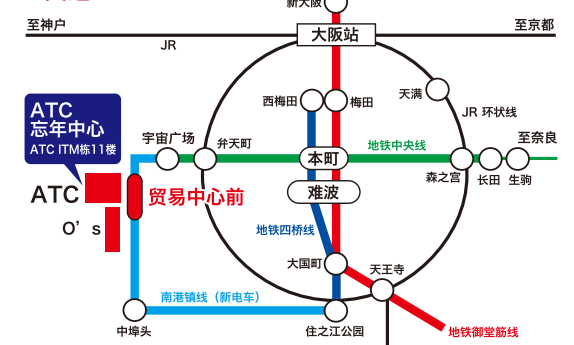 新大阪
至神户
至京都
大阪站
JR
西梅田
梅田
天满
JR 环状线
ATC
忘年中心
ATC ITM栋11楼
宇宙广场
弁天町
地铁中央线
至奈良
本町
森之宫
长田
生驹
ATC
贸易中心前
难波
O's
地铁四桥线
大国町
天王寺
南港镇线（新电车）
中埠头
住之江公园
地铁御堂筋线